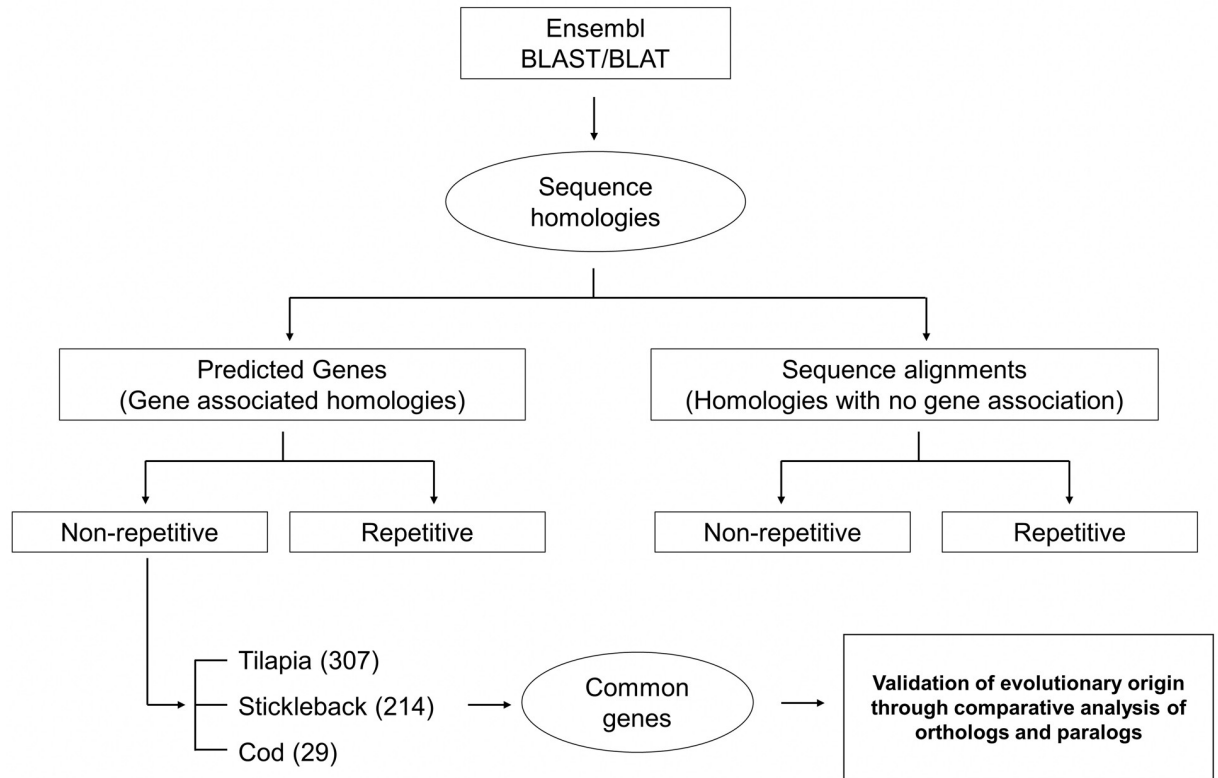 Ensembl
BLAST/BLAT
Sequence
homologies
Predicted Genes
(Gene associated homologies)
Sequence alignments
(Homologies with no gene association)
Non-repetitive
Repetitive
Non-repetitive
Repetitive
Tilapia (307)
Stickleback (214)
Cod (29)
Common
genes
Validation of evolutionary origin
through comparative analysis of
orthologs and paralogs